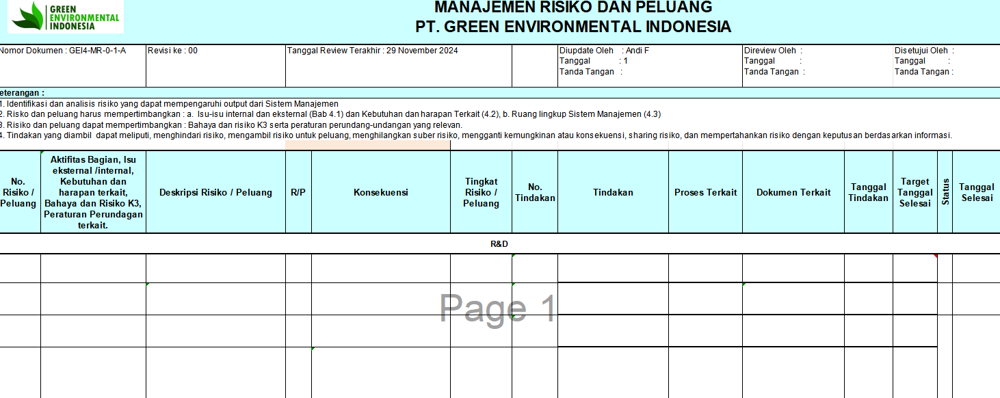 GREEN
ENVIRONMENTAL
INDONESIA
MANAJEMEN RISIKO DAN PELUANG
PT. GREEN ENVIRONMENTAL INDONESIA
Nomor Dokumen : GEI4-MR-0-1-A
Revisi ke : 00
Tanggal Review Terakhir : 29 November 2024
Diupdate Oleh : Andi F
Tanggal : 1
Tanda Tangan :
Direview Oleh :
Tanggal :
Tanda Tangan :
Disetujui Oleh :
Tanggal :
Tanda Tangan :
eterangan :
1. Identifikasi dan analisis risiko yang dapat mempengaruhi output dari Sistem Manajemen
2. Risko dan peluang harus mempertimbangkan : a. Isu-isu internal dan eksternal (Bab 4.1) dan Kebutuhan dan harapan Terkait (4.2), b. Ruang lingkup Sistem Manajemen (4.3)
3. Risiko dan peluang dapat mempertimbangkan : Bahaya dan risiko K3 serta peraturan perundang-undangan yang relevan.
4. Tindakan yang diambil dapat meliputi, menghindari risiko, mengambil risiko untuk peluang, menghilangkan suber risiko, mengganti kemungkinan atau konsekuensi, sharing risiko, dan mempertahankan risiko dengan keputusan berdasarkan informasi.
No.
Risiko /
Peluang
Aktifitas Bagian, Isu
eksternal /internal,
Kebutuhan dan
harapan terkait,
Bahaya dan Risiko K3,
Peraturan Perundagan
terkait.
Deskripsi Risiko / Peluang
R/P
Konsekuensi
Tingkat
Risiko /
Peluang
No.
Tindakan
Tindakan
Proses Terkait
Dokumen Terkait
Tanggal
Tindakan
Target
Tanggal
Selesai
Status
Tanggal
Selesai
R&D
Page 1